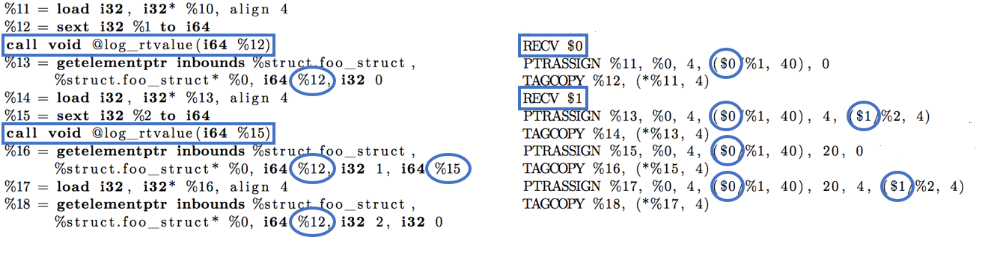 %11 = load i32, i32* %10, align 4
%12 = sext i32 %1 to i64
call void @log_rtvalue(i64 %12)
%13 = getelementptr inbounds %struct.foo_struct,
%struct.foo_struct* %0, i64 %12, i32 0
%14 = load i32, i32* %13, align 4
%15 = sext i32 %2 to i64
call void @log_rtvalue(i64 %15)
%16 = getelementptr inbounds %struct.foo_struct,
%struct.foo_struct* %0, i64 %12, i32 1, i64 %15
%17 = load i32, i32* %16, align 4
%18 = getelementptr inbounds %struct.foo_struct,
%struct.foo_struct* %0, i64 %12, i32 2, i32 0
RECV $0
PTRASSIGN %11, %0, 4, ($0/%1, 40), 0
TAGCOPY %12, (*%11, 4)
RECV $1
PTRASSIGN %13, %0, 4, ($0/%1, 40), 4, ($1/%2, 4)
TAGCOPY %14, (*%13, 4)
PTRASSIGN %15, %0, 4, ($0/%1, 40), 20, 0
TAGCOPY %16, (*%15, 4)
PTRASSIGN %17, %0, 4, ($0/%1, 40), 20, 4, ($1/%2, 4)
TAGCOPY %18, (*%17, 4)